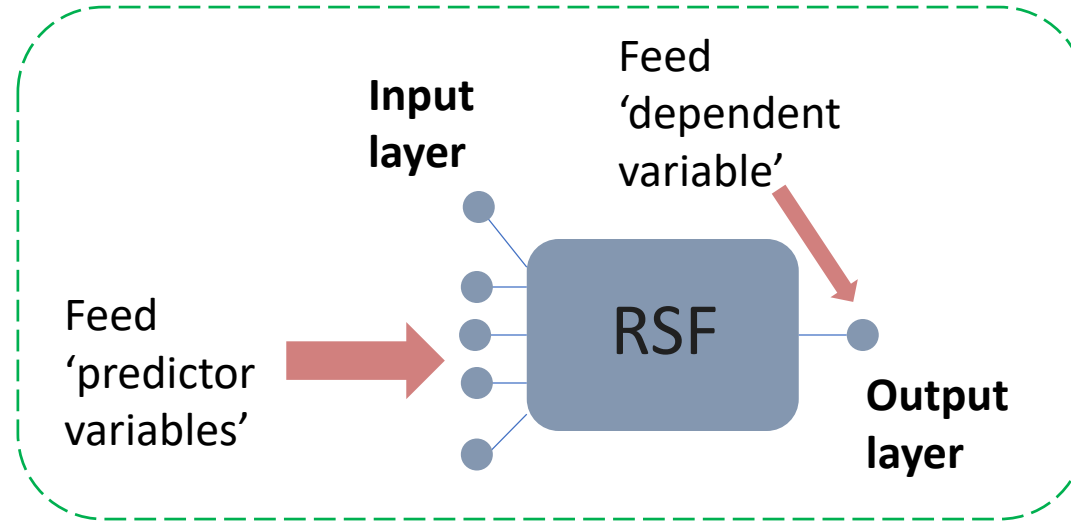 Input
layer
Feed
‘dependent
variable’
Feed
‘predictor
variables’
RSF
Output
layer